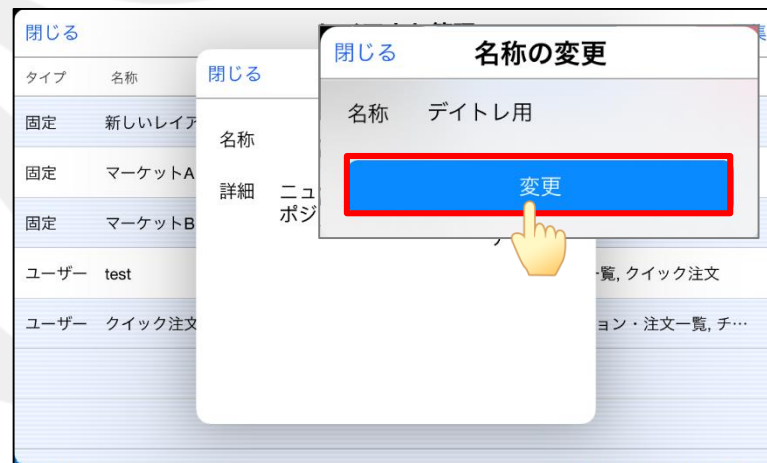 閉じる
タイプ 名称
固定 新しいレイア
固定 マーケットA
固定 マーケットB
ユーザー test 一覧, クイック注文
ユーザー クイック注文 ョン・注文一覧, チ…
閉じる
名称
詳細 ニュ
ポジ
閉じる 名称の変更
名称 デイトレ用
変更